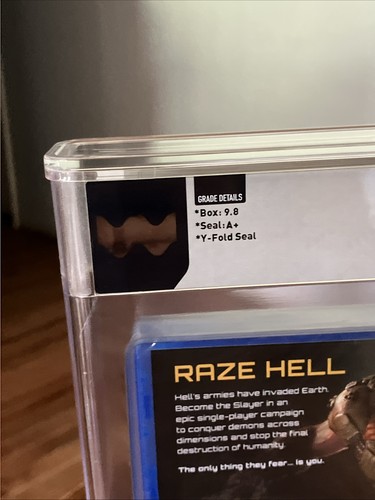 GRADE DETAILS
*Box: 9.8
*Seal: A+
*Y-Fold Seal
RAZE HELL
Hell's armies have invaded Earth.
Become the Slayer in an
epic single-player campaign
to conquer demons across
dimensions and stop the final
destruction of humanity.
The only thing they fear... is you.